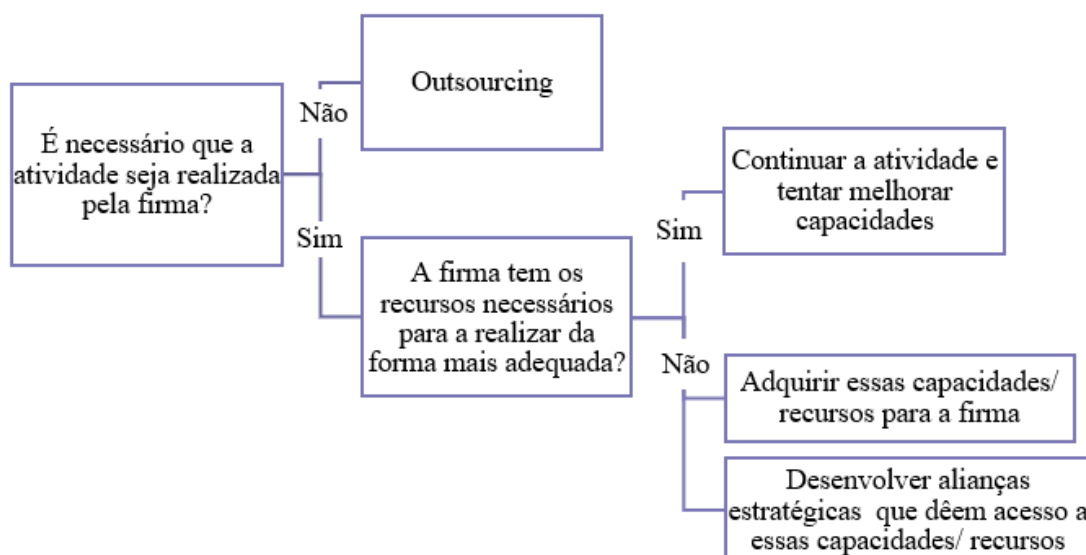 É necessário que a
atividade seja realizada
pela firma?
Não
Outsourcing
Sim
A firma tem os
recursos necessários
para a realizar da
forma mais adequada?
Sim
Continuar a atividade e
tentar melhorar
capacidades
Não
Adquirir essas capacidades/
recursos para a firma
Desenvolver alianças
estratégicas que dêem acesso a
essas capacidades/ recursos